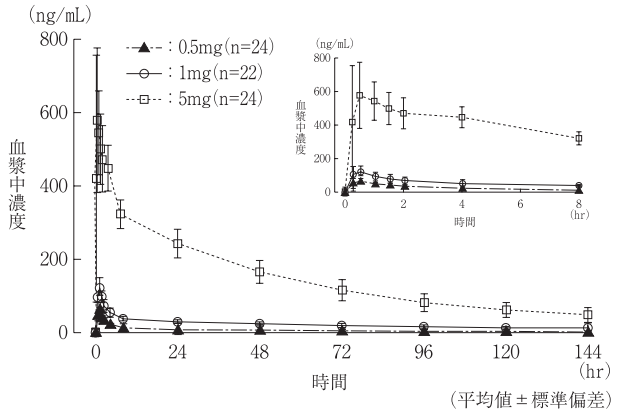 (ng/mL)
800
600
400
200
0
血漿中濃度
0.5mg(n=24)
1mg(n=22)
5mg(n=24)
0 24 48 72 96 120 144
(hr)
時間
(ng/mL)
800
600
400
200
0
血漿中濃度
0 2 4 6 8
(hr)
時間
(平均値±標準偏差)